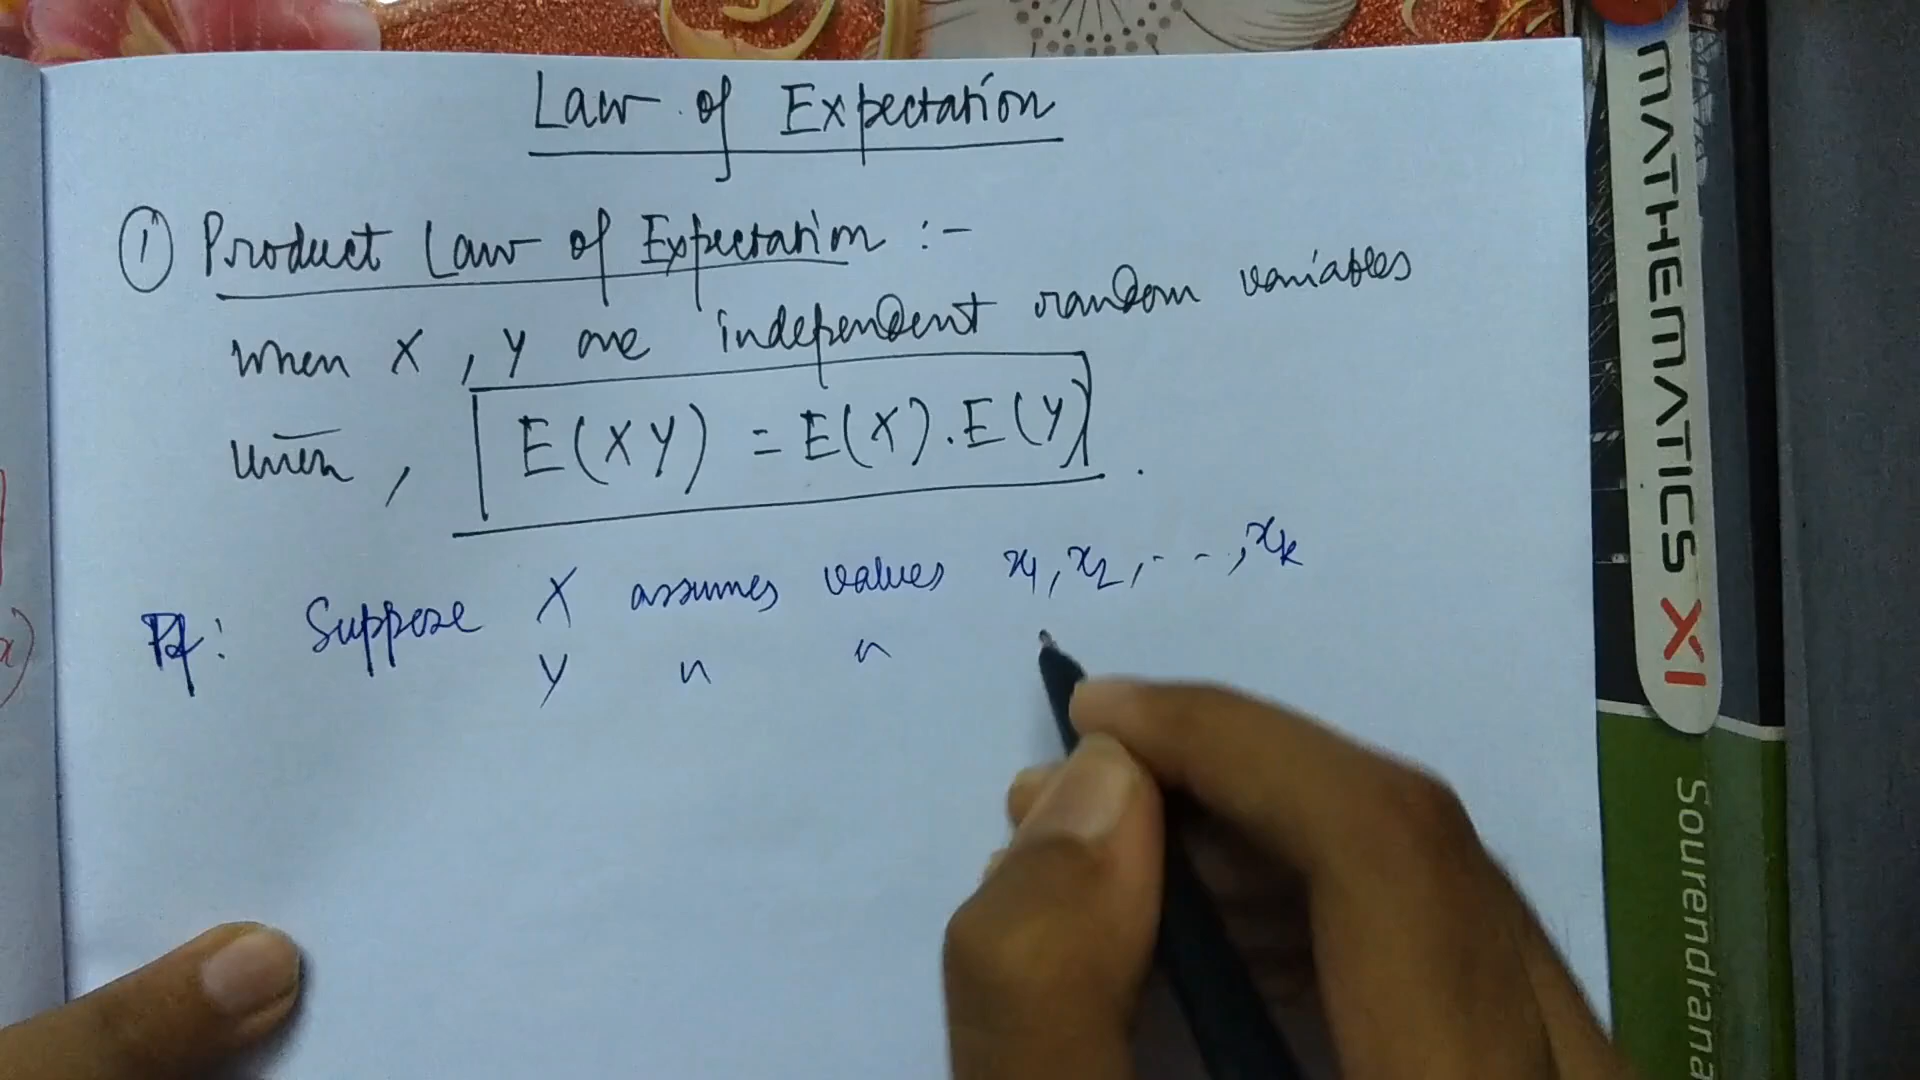 Law of Expectation
① Product Law of Expectation :-
When X , Y are independent random variables
then , E(XY) = E(X).E(Y) .
Pf: Suppose X assumes values x₁, x₂, - - -, xₖ
Y " "
MATHEMATICS XI
Sourendrana